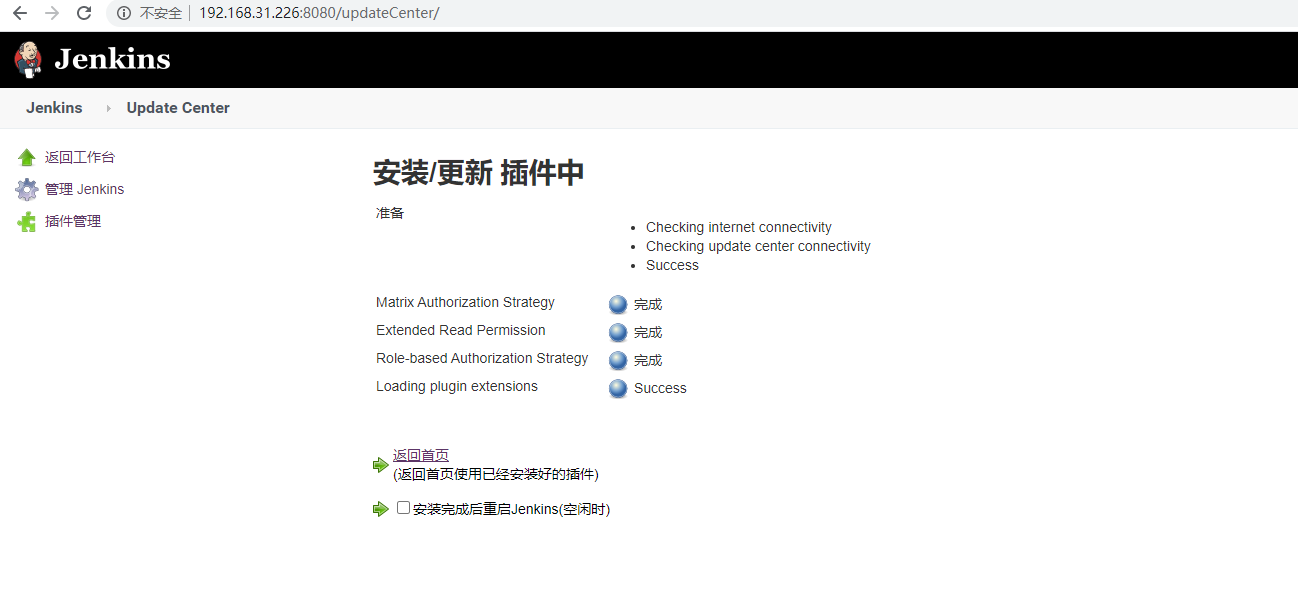 不安全 192.168.31.226:8080/updateCenter/
Jenkins
Jenkins Update Center
返回工作台
管理 Jenkins
插件管理
安装/更新 插件中
准备
Checking internet connectivity
Checking update center connectivity
Success
Matrix Authorization Strategy 完成
Extended Read Permission 完成
Role-based Authorization Strategy 完成
Loading plugin extensions Success
返回首页
(返回首页使用已经安装好的插件)
安装完成后重启Jenkins(空闲时)